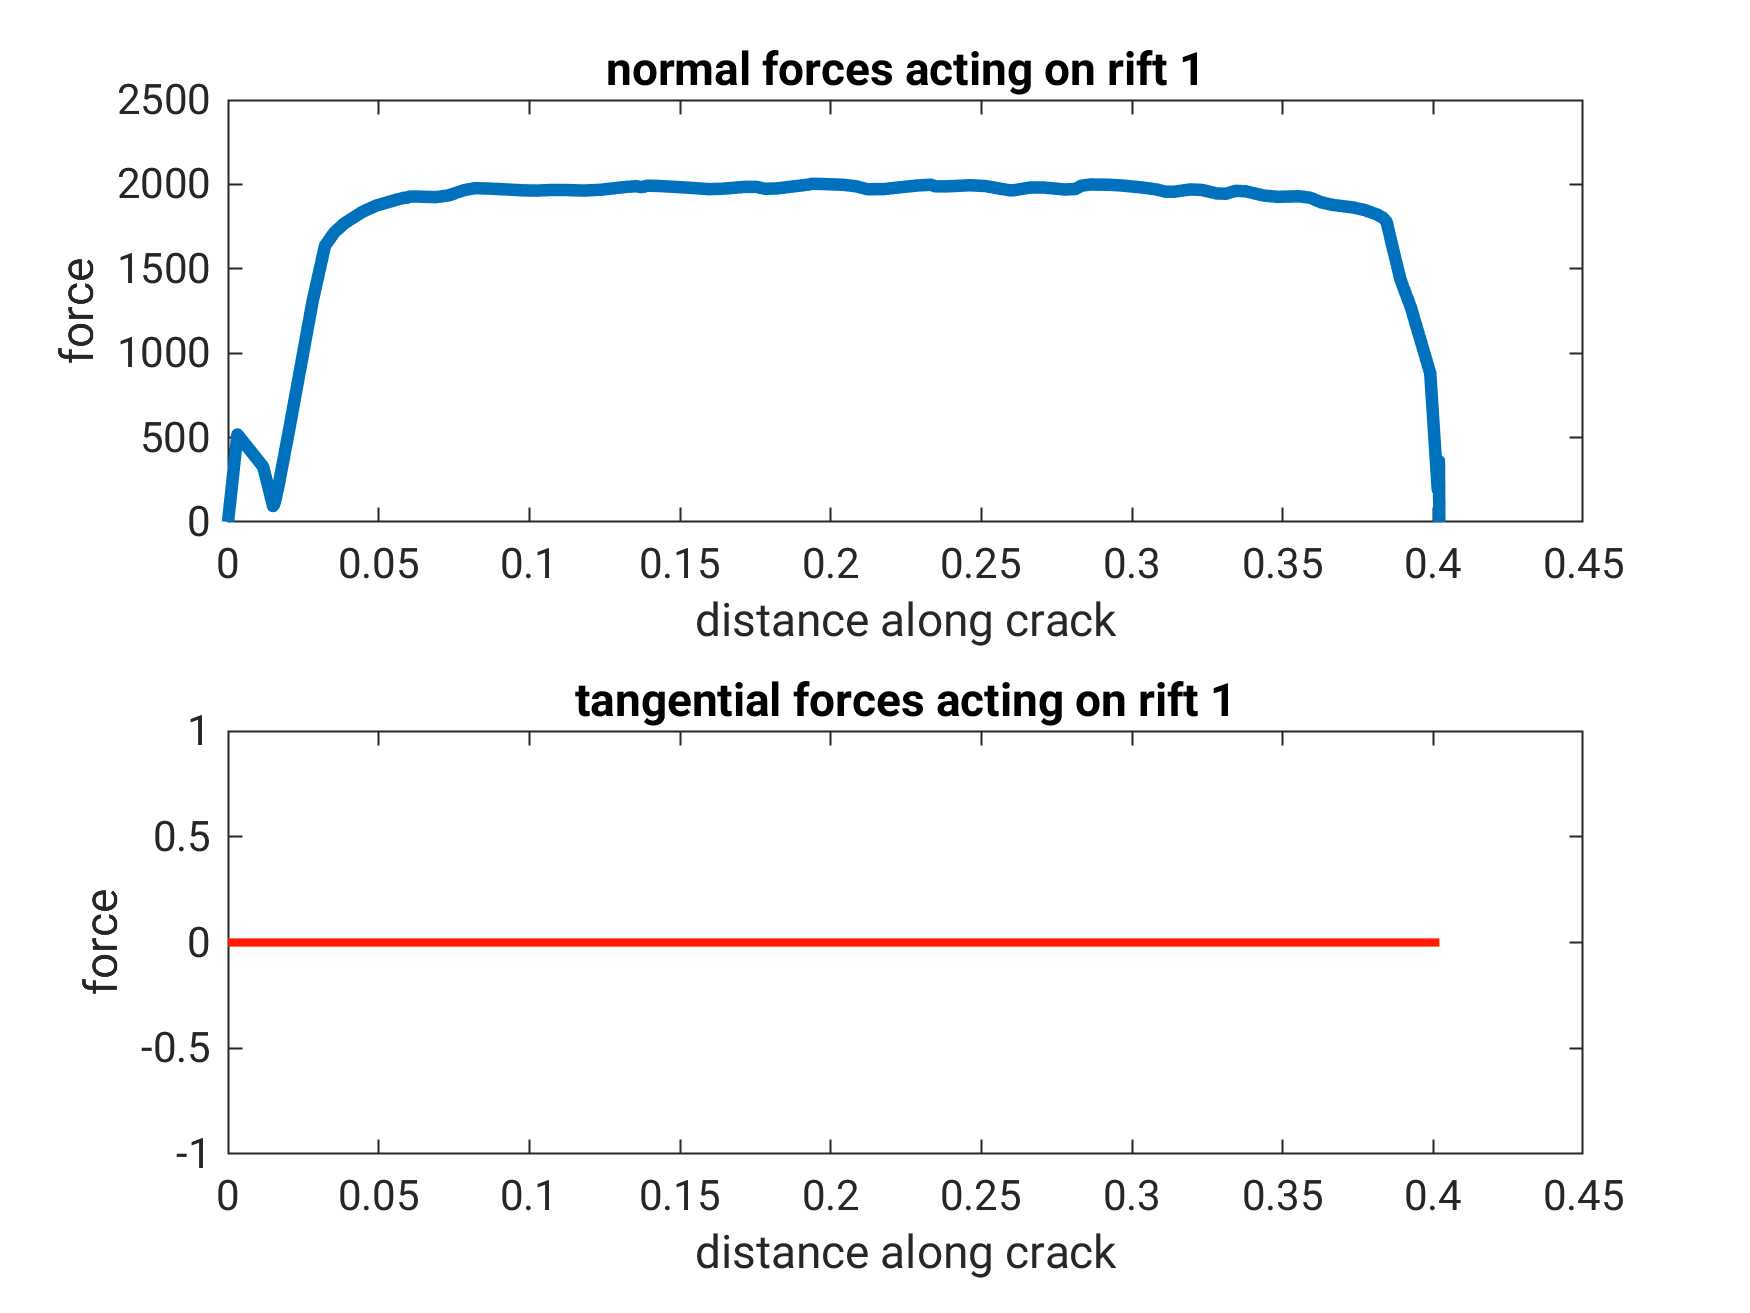 normal forces acting on rift 1
2500
2000
1500
1000
500
0
force
0 0.05 0.1 0.15 0.2 0.25 0.3 0.35 0.4 0.45
distance along crack
tangential forces acting on rift 1
1
0.5
0
-0.5
-1
force
0 0.05 0.1 0.15 0.2 0.25 0.3 0.35 0.4 0.45
distance along crack